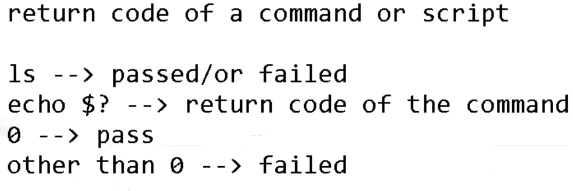 return code of a command or script
ls --> passed/or failed
echo $? --> return code of the command
0 --> pass
other than 0 --> failed